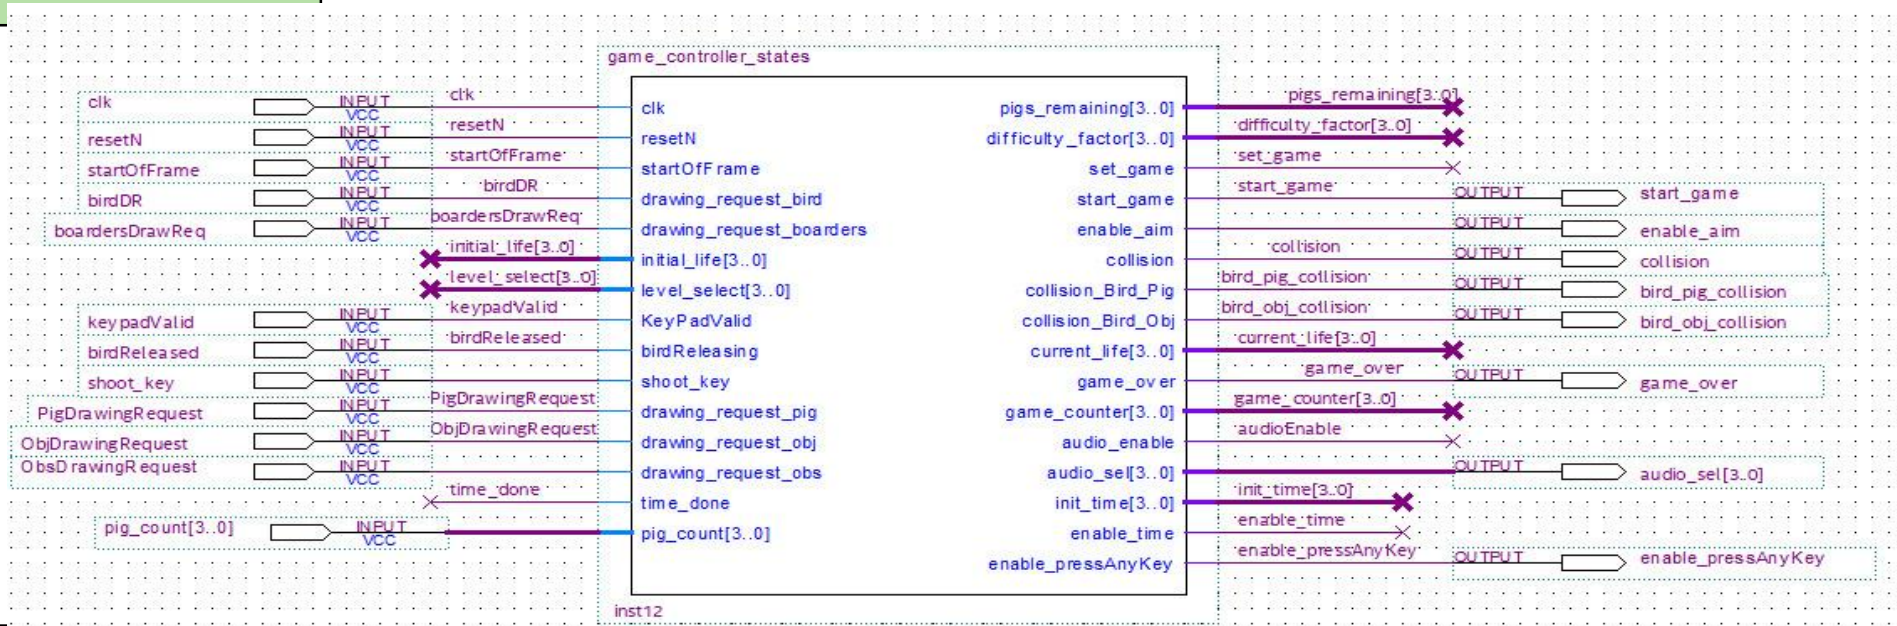 game_controller_states
clk INPUT VCC clk clk pigs_remaining[3..0] pigs_remaining[3..0]
resetN INPUT VCC resetN resetN difficulty_factor[3..0] difficulty_factor[3..0]
startOfFrame INPUT VCC startOfFrame startOfFrame set_game set_game
birdDR INPUT VCC birdDR drawing_request_bird start_game start_game OUTPUT start_game
boardersDrawReq INPUT VCC boardersDrawReq drawing_request_boarders enable_aim OUTPUT enable_aim
initial_life[3..0] initial_life[3..0] collision collision OUTPUT collision
level_select[3..0] level_select[3..0] collision_Bird_Pig bird_pig_collision OUTPUT bird_pig_collision
keypadValid INPUT VCC keypadValid KeyPadValid collision_Bird_Obj bird_obj_collision OUTPUT bird_obj_collision
birdReleased INPUT VCC birdReleased birdReleasing current_life[3..0] current_life[3..0]
shoot_key INPUT VCC shoot_key game_over game_over OUTPUT game_over
PigDrawingRequest INPUT VCC PigDrawingRequest drawing_request_pig game_counter[3..0] game_counter[3..0]
ObjDrawingRequest INPUT VCC ObjDrawingRequest drawing_request_obj audio_enable audioEnable
ObsDrawingRequest INPUT VCC drawing_request_obs audio_sel[3..0] OUTPUT audio_sel[3..0]
time_done time_done init_time[3..0] init_time[3..0]
pig_count[3..0] INPUT VCC pig_count[3..0] enable_time enable_time
enable_pressAnyKey enable_pressAnyKey OUTPUT enable_pressAnyKey
inst12